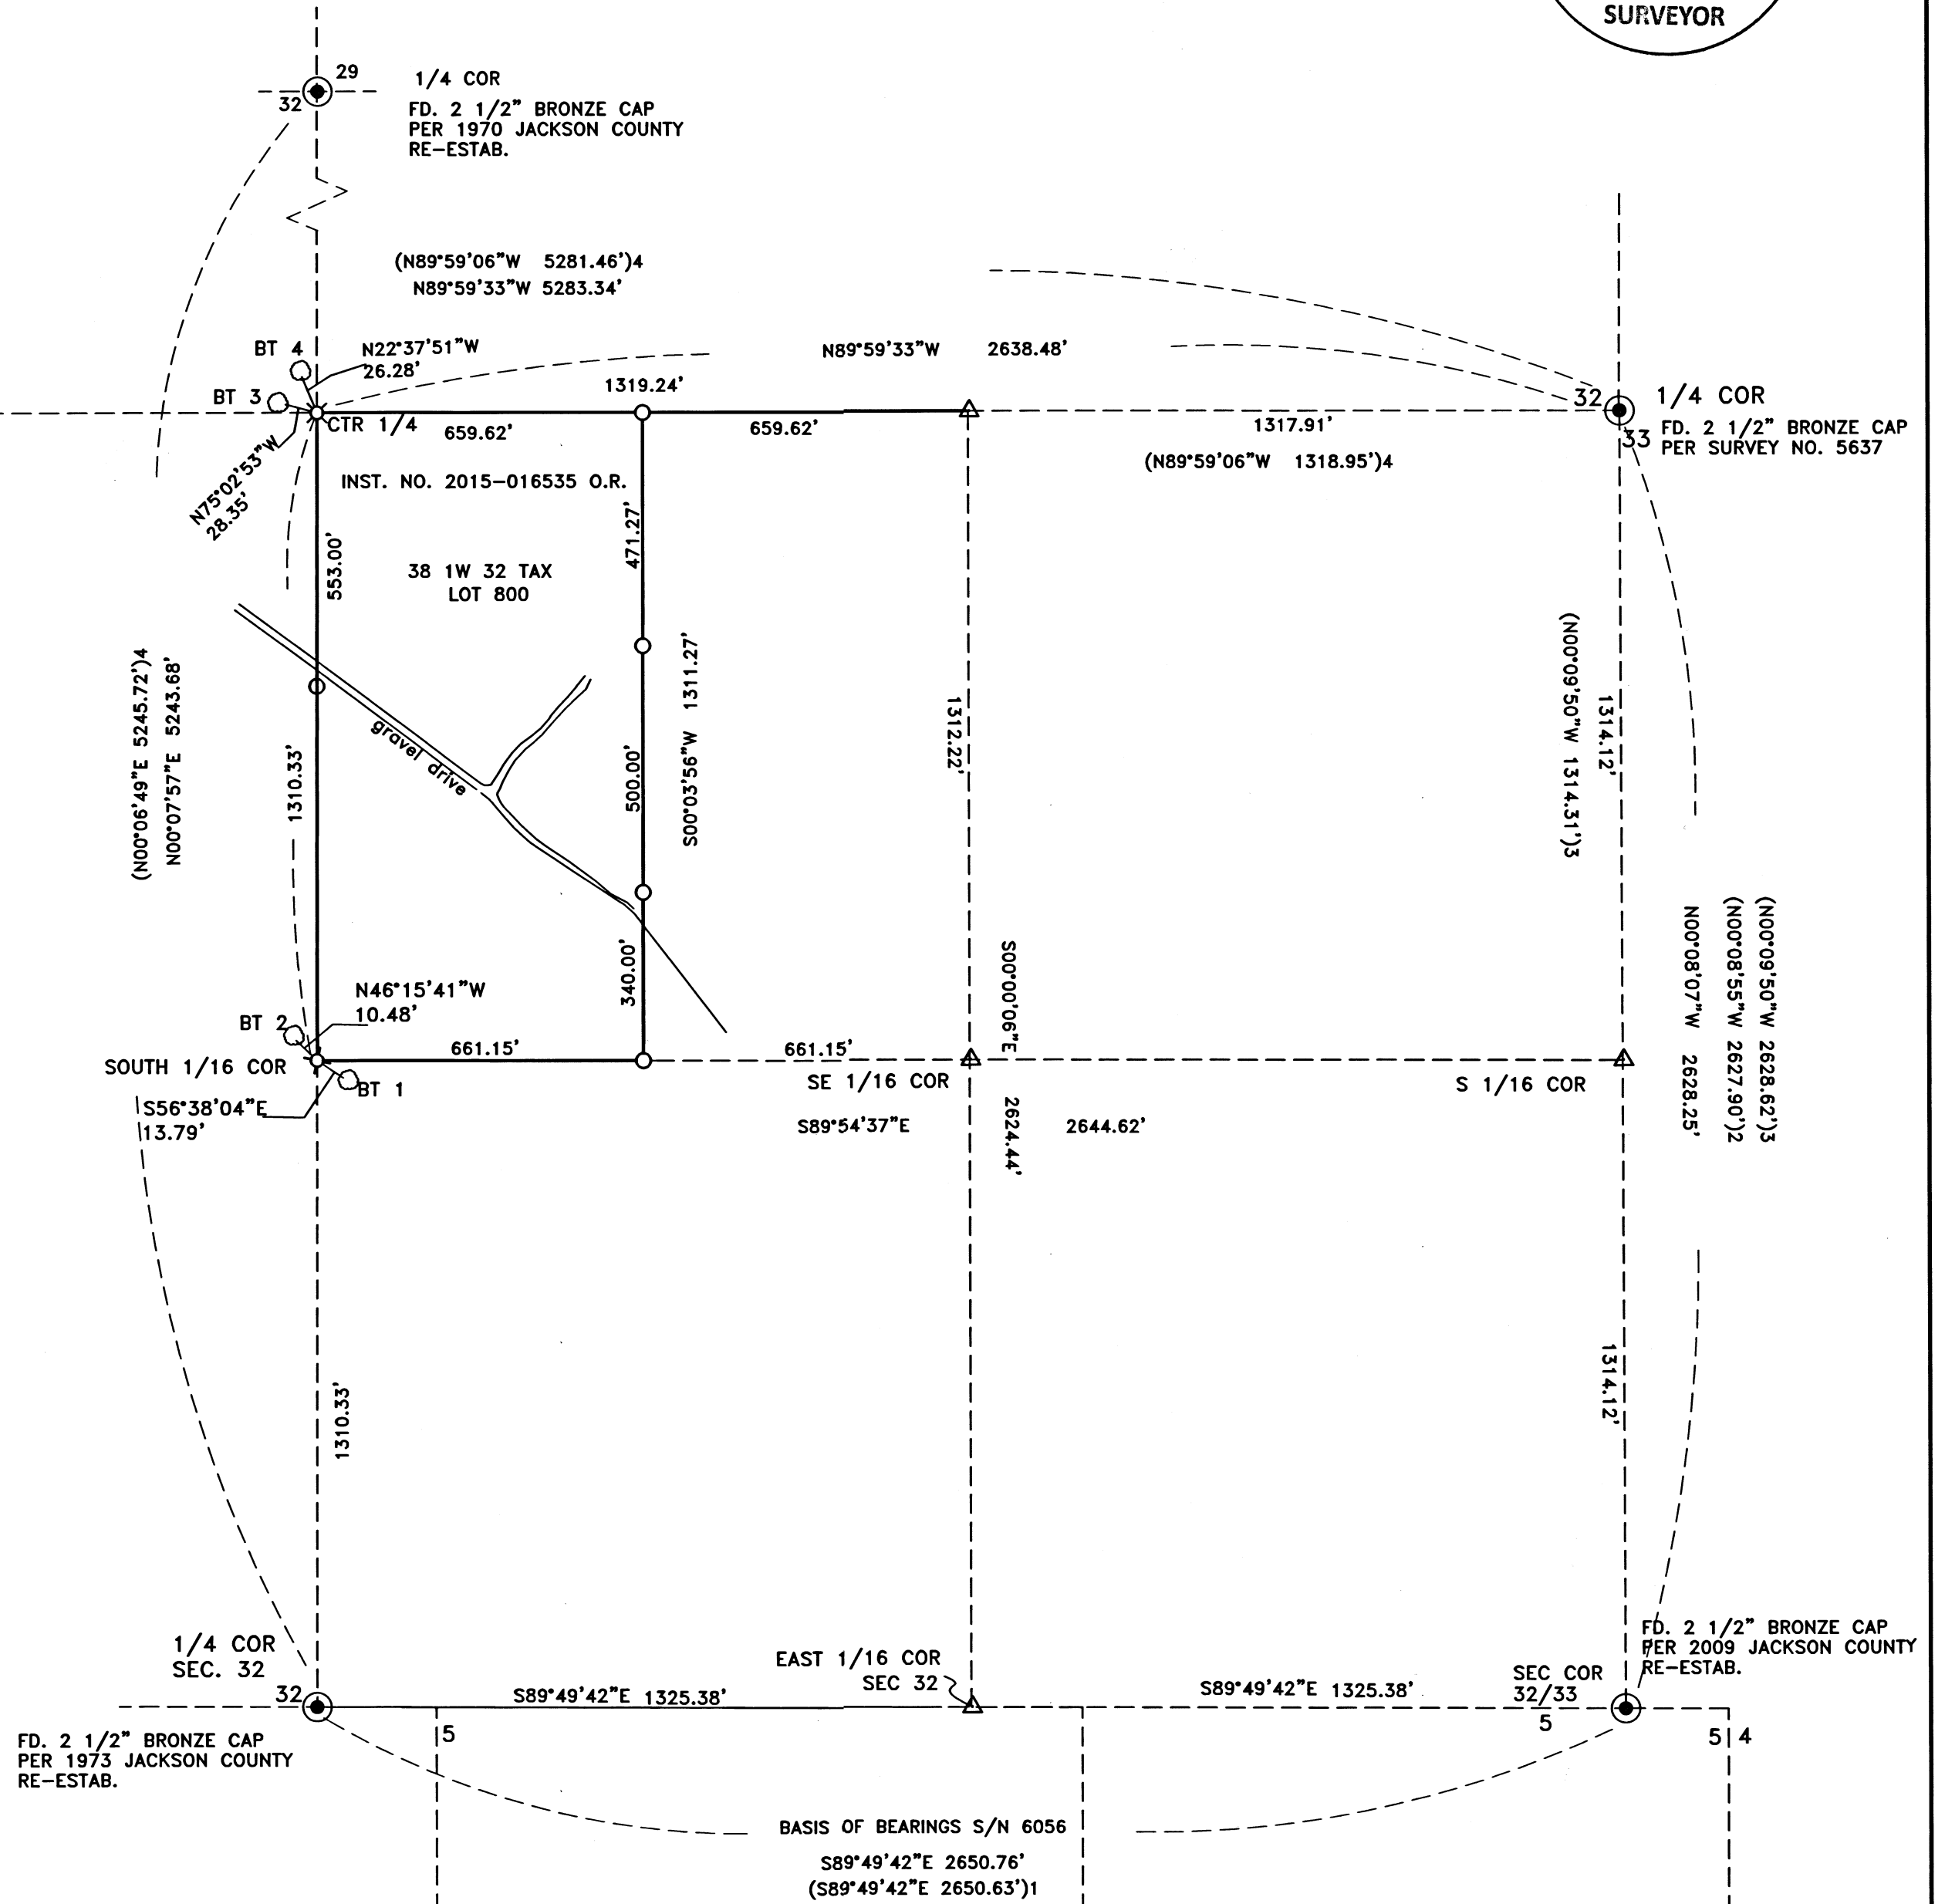 SURVEYOR
29
32
1/4 COR
FD. 2 1/2” BRONZE CAP
PER 1970 JACKSON COUNTY
RE-ESTAB.
(N89°59'06”W 5281.46')4
N89°59'33”W 5283.34'
BT 4
N22°37'51”W
26.28'
BT 3
N75°02'53”W
28.35'
CTR 1/4
1319.24'
659.62'
659.62'
N89°59'33”W 2638.48'
1317.91'
(N89°59'06”W 1318.95')4
32
33
1/4 COR
FD. 2 1/2” BRONZE CAP
PER SURVEY NO. 5637
INST. NO. 2015-016535 O.R.
553.00'
471.27'
38 1W 32 TAX
LOT 800
gravel drive
(N00°06'49”E 5245.72')4
N00°07'57”E 5243.68'
1310.33'
500.00'
S00°03'56”W 1311.27'
1312.22'
(N00°09'50”W 1314.31')3
1314.12'
340.00'
S00°00'06”E 2624.44'
N00°08'07”W 2628.25'
(N00°08'55”W 2627.90')2
(N00°09'50”W 2628.62')3
N46°15'41”W
10.48'
BT 2
SOUTH 1/16 COR
BT 1
S56°38'04”E
13.79'
661.15'
661.15'
SE 1/16 COR
S 1/16 COR
S89°54'37”E 2644.62'
1310.33'
1314.12'
1/4 COR
SEC. 32
32
FD. 2 1/2” BRONZE CAP
PER 1973 JACKSON COUNTY
RE-ESTAB.
S89°49'42”E 1325.38'
EAST 1/16 COR
SEC 32
S89°49'42”E 1325.38'
SEC COR
32/33
5
FD. 2 1/2” BRONZE CAP
PER 2009 JACKSON COUNTY
RE-ESTAB.
5
5 4
BASIS OF BEARINGS S/N 6056
S89°49'42”E 2650.76'
(S89°49'42”E 2650.63')1